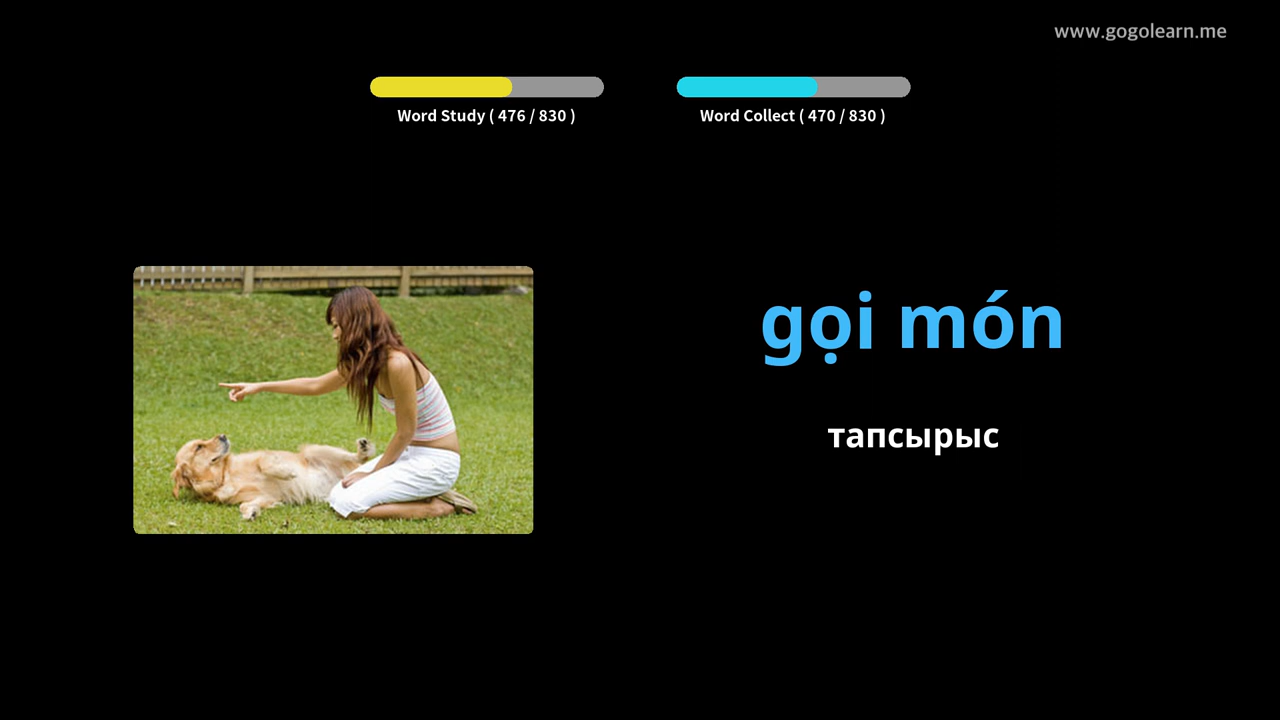 www.gogolearn.me
Word Study ( 476 / 830 )
Word Collect ( 470 / 830 )
gọi món
тапсырыс